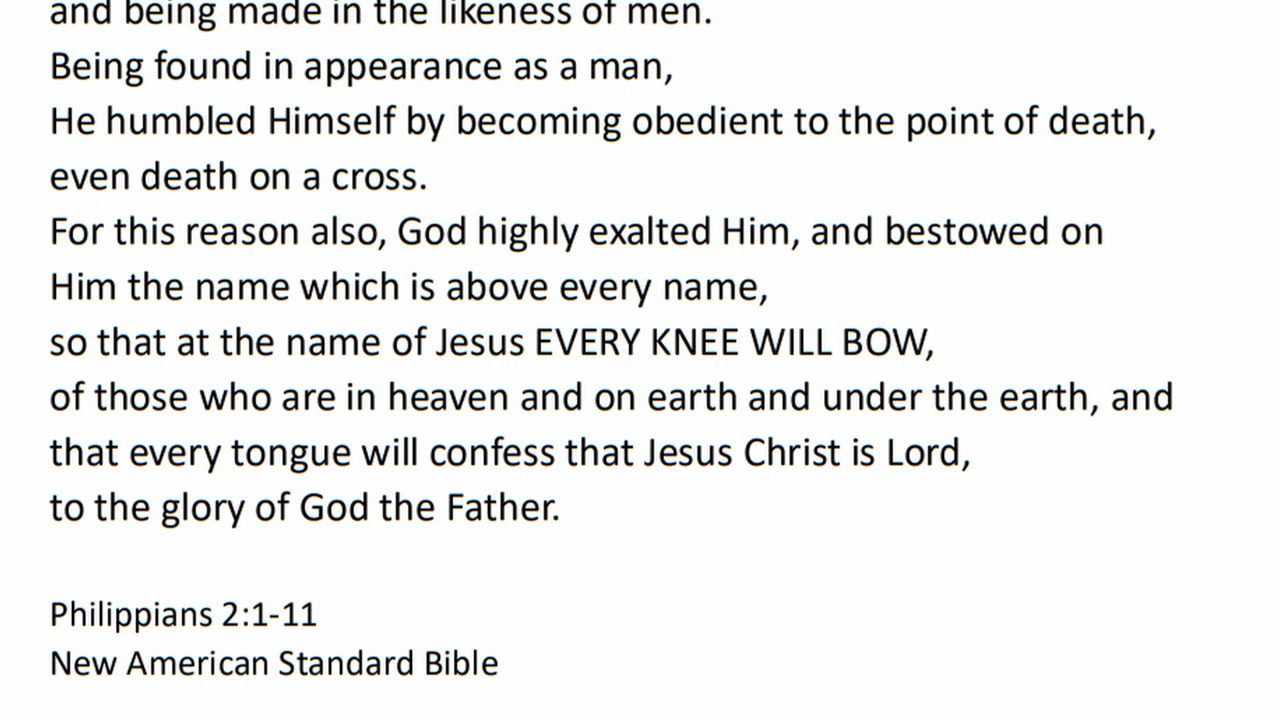 and being made in the likeness of men.
Being found in appearance as a man,
He humbled Himself by becoming obedient to the point of death,
even death on a cross.
For this reason also, God highly exalted Him, and bestowed on
Him the name which is above every name,
so that at the name of Jesus EVERY KNEE WILL BOW,
of those who are in heaven and on earth and under the earth, and
that every tongue will confess that Jesus Christ is Lord,
to the glory of God the Father.
Philippians 2:1-11
New American Standard Bible